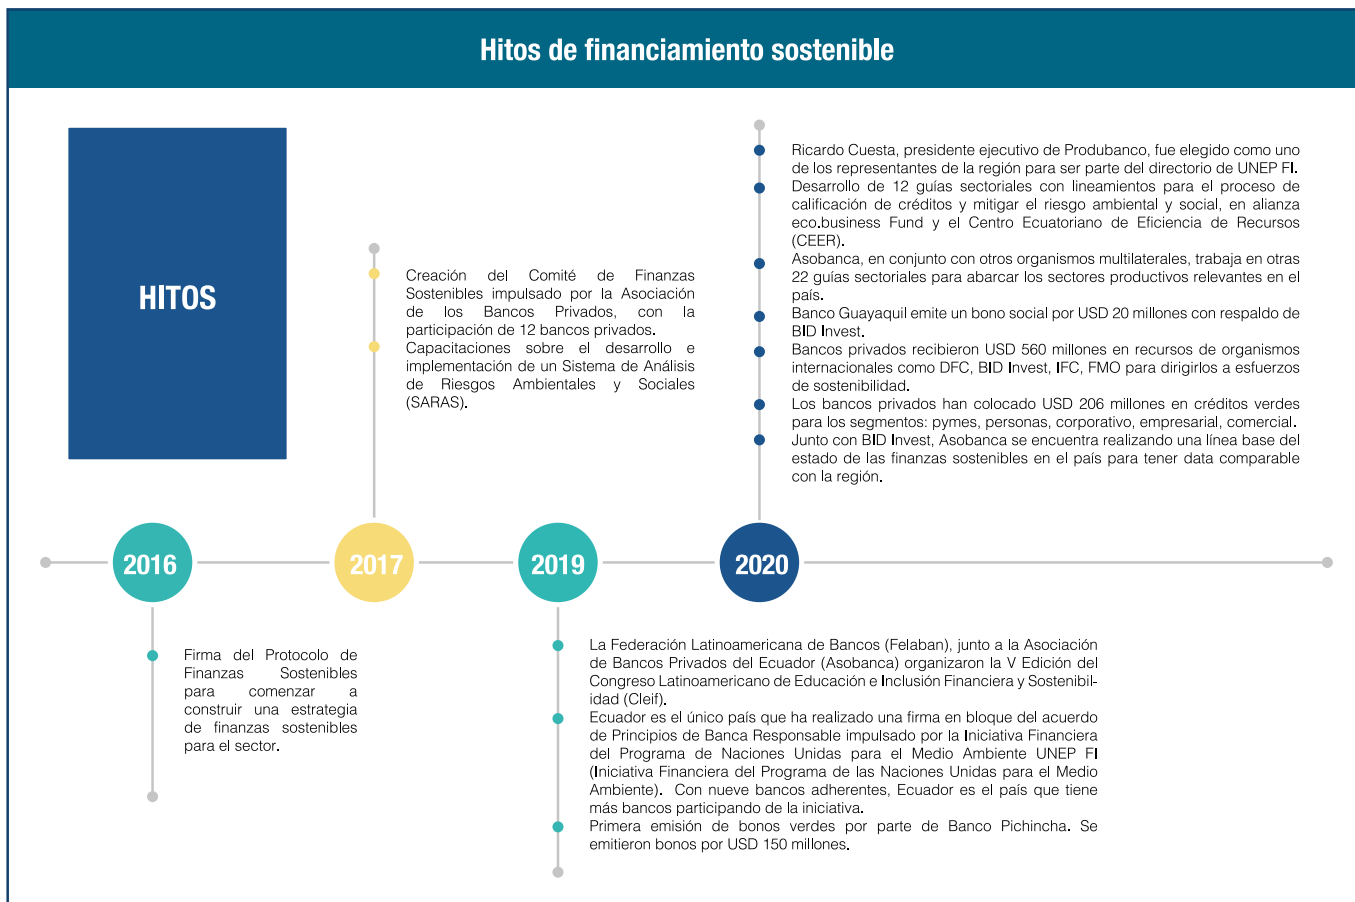 Hitos de financiamiento sostenible
HITOS
2016
Firma del Protocolo de
Finanzas Sostenibles
para comenzar a
construir una estrategia
de finanzas sostenibles
para el sector.
2017
Creación del Comité de Finanzas
Sostenibles impulsado por la Asociación
de los Bancos Privados, con la
participación de 12 bancos privados.
Capacitaciones sobre el desarrollo e
implementación de un Sistema de Análisis
de Riesgos Ambientales y Sociales
(SARAS).
2019
La Federación Latinoamericana de Bancos (Felaban), junto a la Asociación
de Bancos Privados del Ecuador (Asobanca) organizaron la V Edición del
Congreso Latinoamericano de Educación e Inclusión Financiera y Sostenibil-
idad (Cleif).
Ecuador es el único país que ha realizado una firma en bloque del acuerdo
de Principios de Banca Responsable impulsado por la Iniciativa Financiera
del Programa de Naciones Unidas para el Medio Ambiente UNEP FI
(Iniciativa Financiera del Programa de las Naciones Unidas para el Medio
Ambiente). Con nueve bancos adherentes, Ecuador es el país que tiene
más bancos participando de la iniciativa.
Primera emisión de bonos verdes por parte de Banco Pichincha. Se
emitieron bonos por USD 150 millones.
2020
Ricardo Cuesta, presidente ejecutivo de Produbanco, fue elegido como uno
de los representantes de la región para ser parte del directorio de UNEP FI.
Desarrollo de 12 guías sectoriales con lineamientos para el proceso de
calificación de créditos y mitigar el riesgo ambiental y social, en alianza
eco.business Fund y el Centro Ecuatoriano de Eficiencia de Recursos
(CEER).
Asobanca, en conjunto con otros organismos multilaterales, trabaja en otras
22 guías sectoriales para abarcar los sectores productivos relevantes en el
país.
Banco Guayaquil emite un bono social por USD 20 millones con respaldo de
BID Invest.
Bancos privados recibieron USD 560 millones en recursos de organismos
internacionales como DFC, BID Invest, IFC, FMO para dirigirlos a esfuerzos
de sostenibilidad.
Los bancos privados han colocado USD 206 millones en créditos verdes
para los segmentos: pymes, personas, corporativo, empresarial, comercial.
Junto con BID Invest, Asobanca se encuentra realizando una línea base del
estado de las finanzas sostenibles en el país para tener data comparable
con la región.